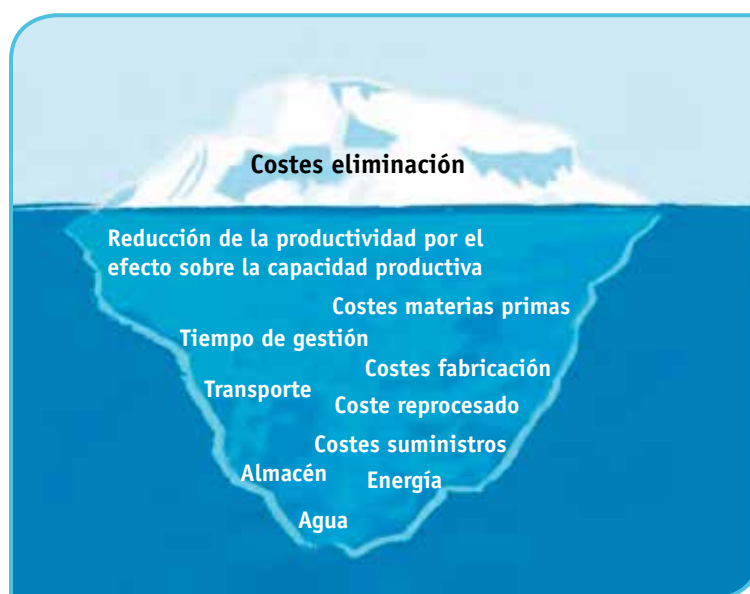 Costes eliminación
Reducción de la productividad por el
efecto sobre la capacidad productiva
Costes materias primas
Tiempo de gestión
Costes fabricación
Transporte
Coste reprocesado
Costes suministros
Almacén
Energía
Agua